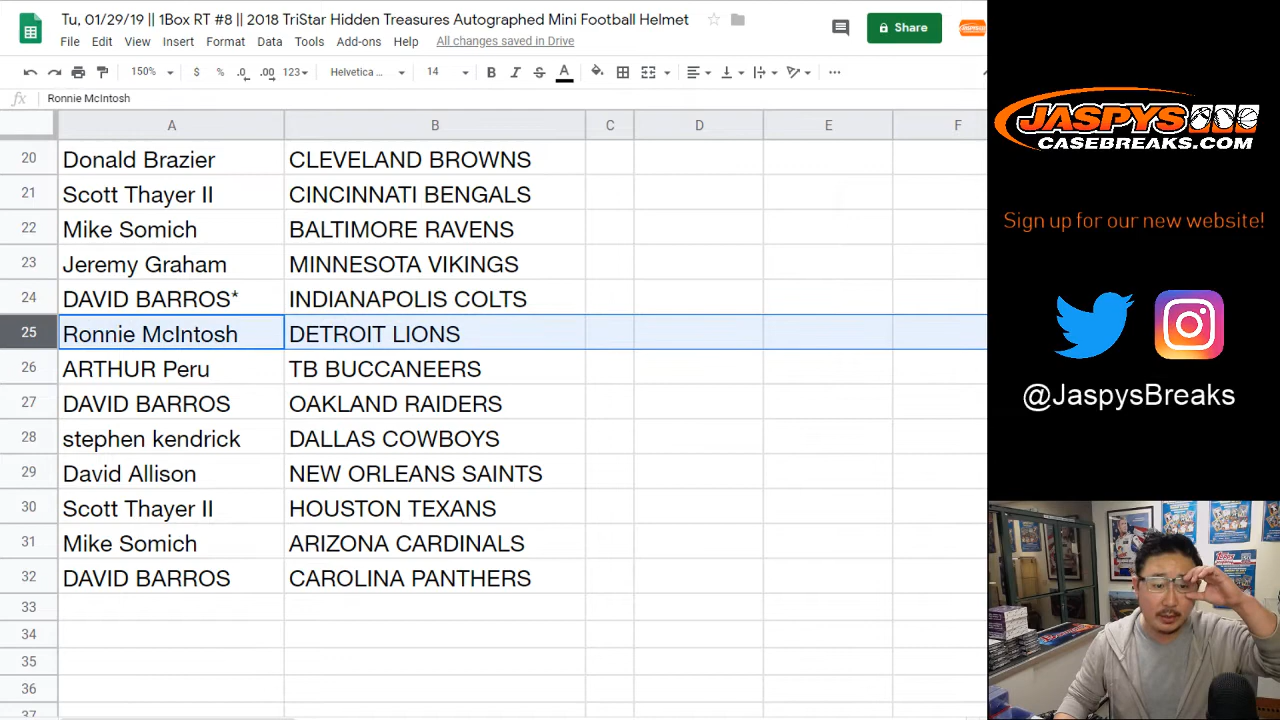 Tu, 01/29/19 || 1Box RT #8 || 2018 TriStar Hidden Treasures Autographed Mini Football Helmet
File Edit View Insert Format Data Tools Add-ons Help All changes saved in Drive
Share
150% $ % .0 .00 123 Helvetica ... 14 B I S A
fx Ronnie McIntosh
A B C D E F
20 Donald Brazier CLEVELAND BROWNS
21 Scott Thayer II CINCINNATI BENGALS
22 Mike Somich BALTIMORE RAVENS
23 Jeremy Graham MINNESOTA VIKINGS
24 DAVID BARROS* INDIANAPOLIS COLTS
25 Ronnie McIntosh DETROIT LIONS
26 ARTHUR Peru TB BUCCANEERS
27 DAVID BARROS OAKLAND RAIDERS
28 stephen kendrick DALLAS COWBOYS
29 David Allison NEW ORLEANS SAINTS
30 Scott Thayer II HOUSTON TEXANS
31 Mike Somich ARIZONA CARDINALS
32 DAVID BARROS CAROLINA PANTHERS
33
34
35
36
37
JASPYS
CASEBREAKS.COM
Sign up for our new website!
@JaspysBreaks